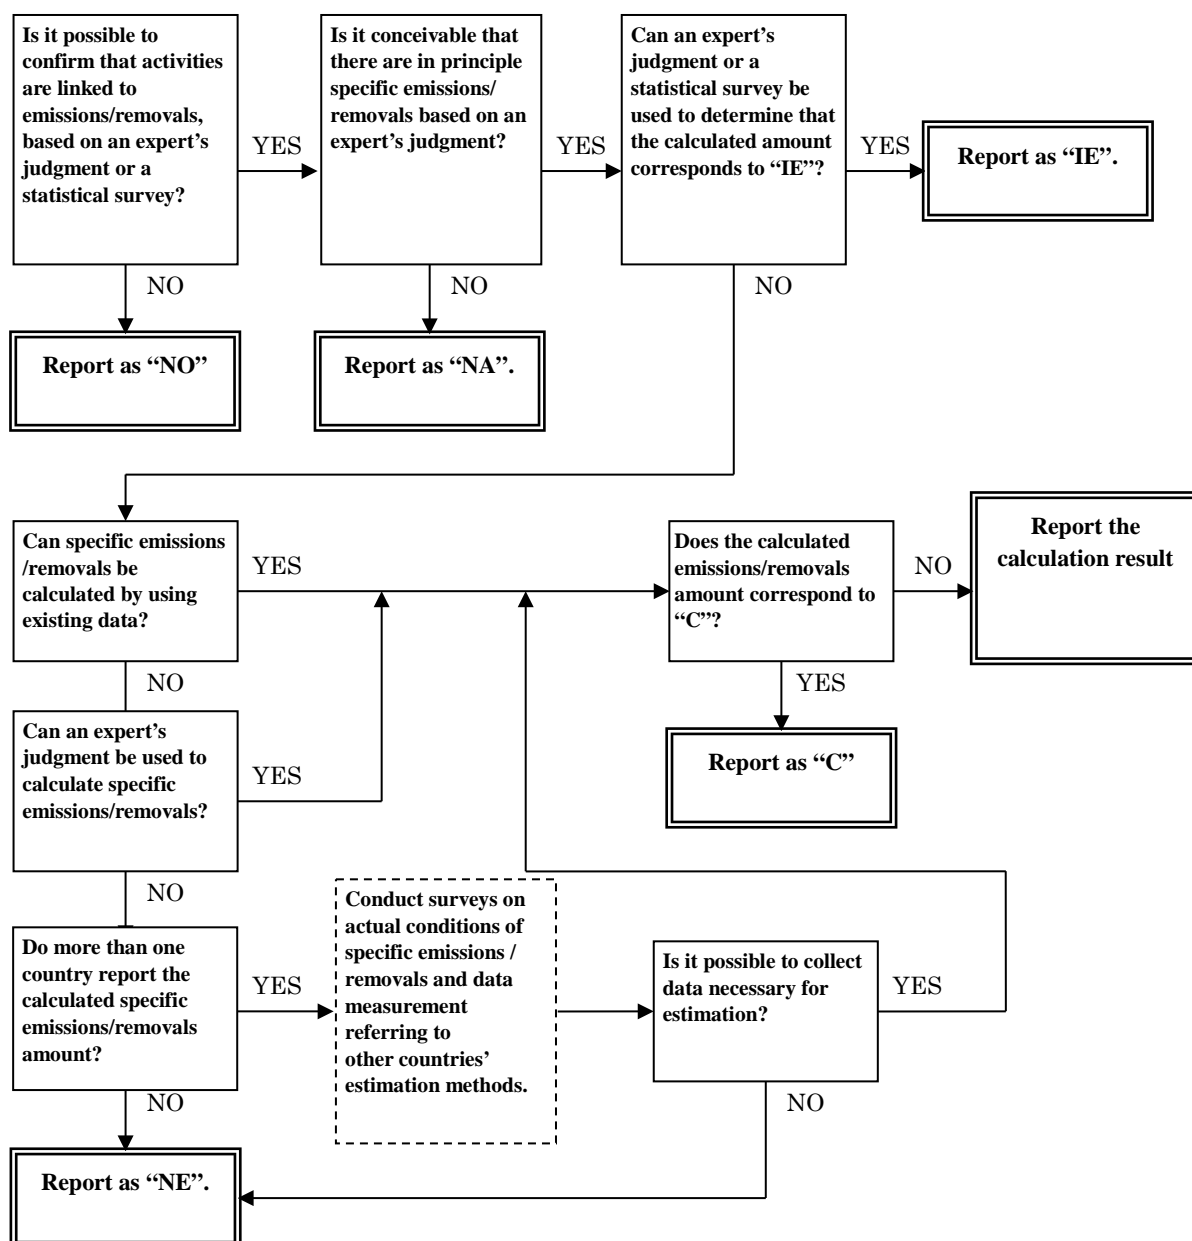 Is it possible to
confirm that activities
are linked to
emissions/removals,
based on an expert’s
judgment or a
statistical survey?
YES
Is it conceivable that
there are in principle
specific emissions/
removals based on an
expert’s judgment?
YES
Can an expert’s
judgment or a
statistical survey be
used to determine that
the calculated amount
corresponds to “IE”?
YES
Report as “IE”.
NO
NO
NO
Report as “NO”
Report as “NA”.
Can specific emissions
/removals be
calculated by using
existing data?
YES
Does the calculated
emissions/removals
amount correspond to
“C”?
NO
Report the
calculation result
NO
YES
Can an expert’s
judgment be used to
calculate specific
emissions/removals?
YES
Report as “C”
NO
Do more than one
country report the
calculated specific
emissions/removals
amount?
YES
Conduct surveys on
actual conditions of
specific emissions /
removals and data
measurement
referring to
other countries’
estimation methods.
Is it possible to collect
data necessary for
estimation?
YES
NO
NO
Report as “NE”.